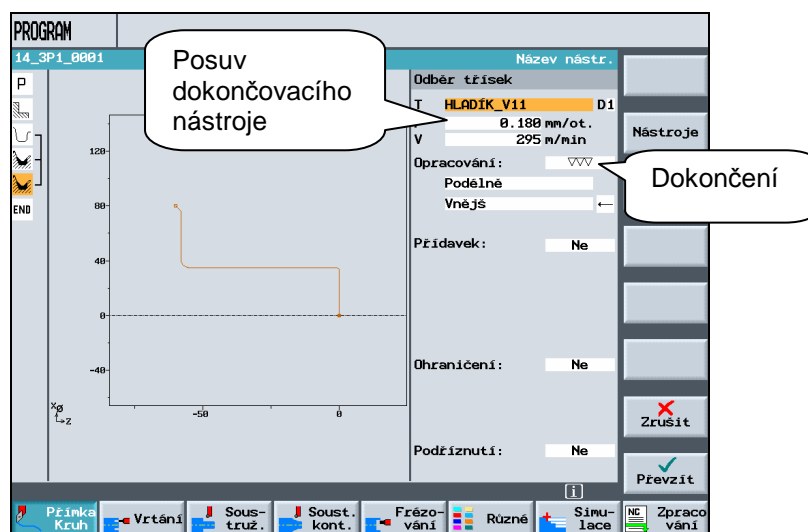 PROGRAM
14_3P1_0001
Název nástr.
Posuv
dokončovacího
nástroje
Odběr třísek
T HLADÍK_V11 D1
0.180 mm/ot.
V 295 m/min
Opracování: ▽▽▽
Podélně
Vnějš ←
Přídavek: Ne
Ohraničení: Ne
Podříznutí: Ne
Dokončení
Nástroje
Zrušit
Převzít
P
END
120
80
40
0
-40
-50
0
XØ
Z
i
Přímka
Kruh
Vrtání
Sous-
truž.
Soust.
kont.
Frézo-
vání
Různé
Simu-
lace
NC
Zpraco
vání